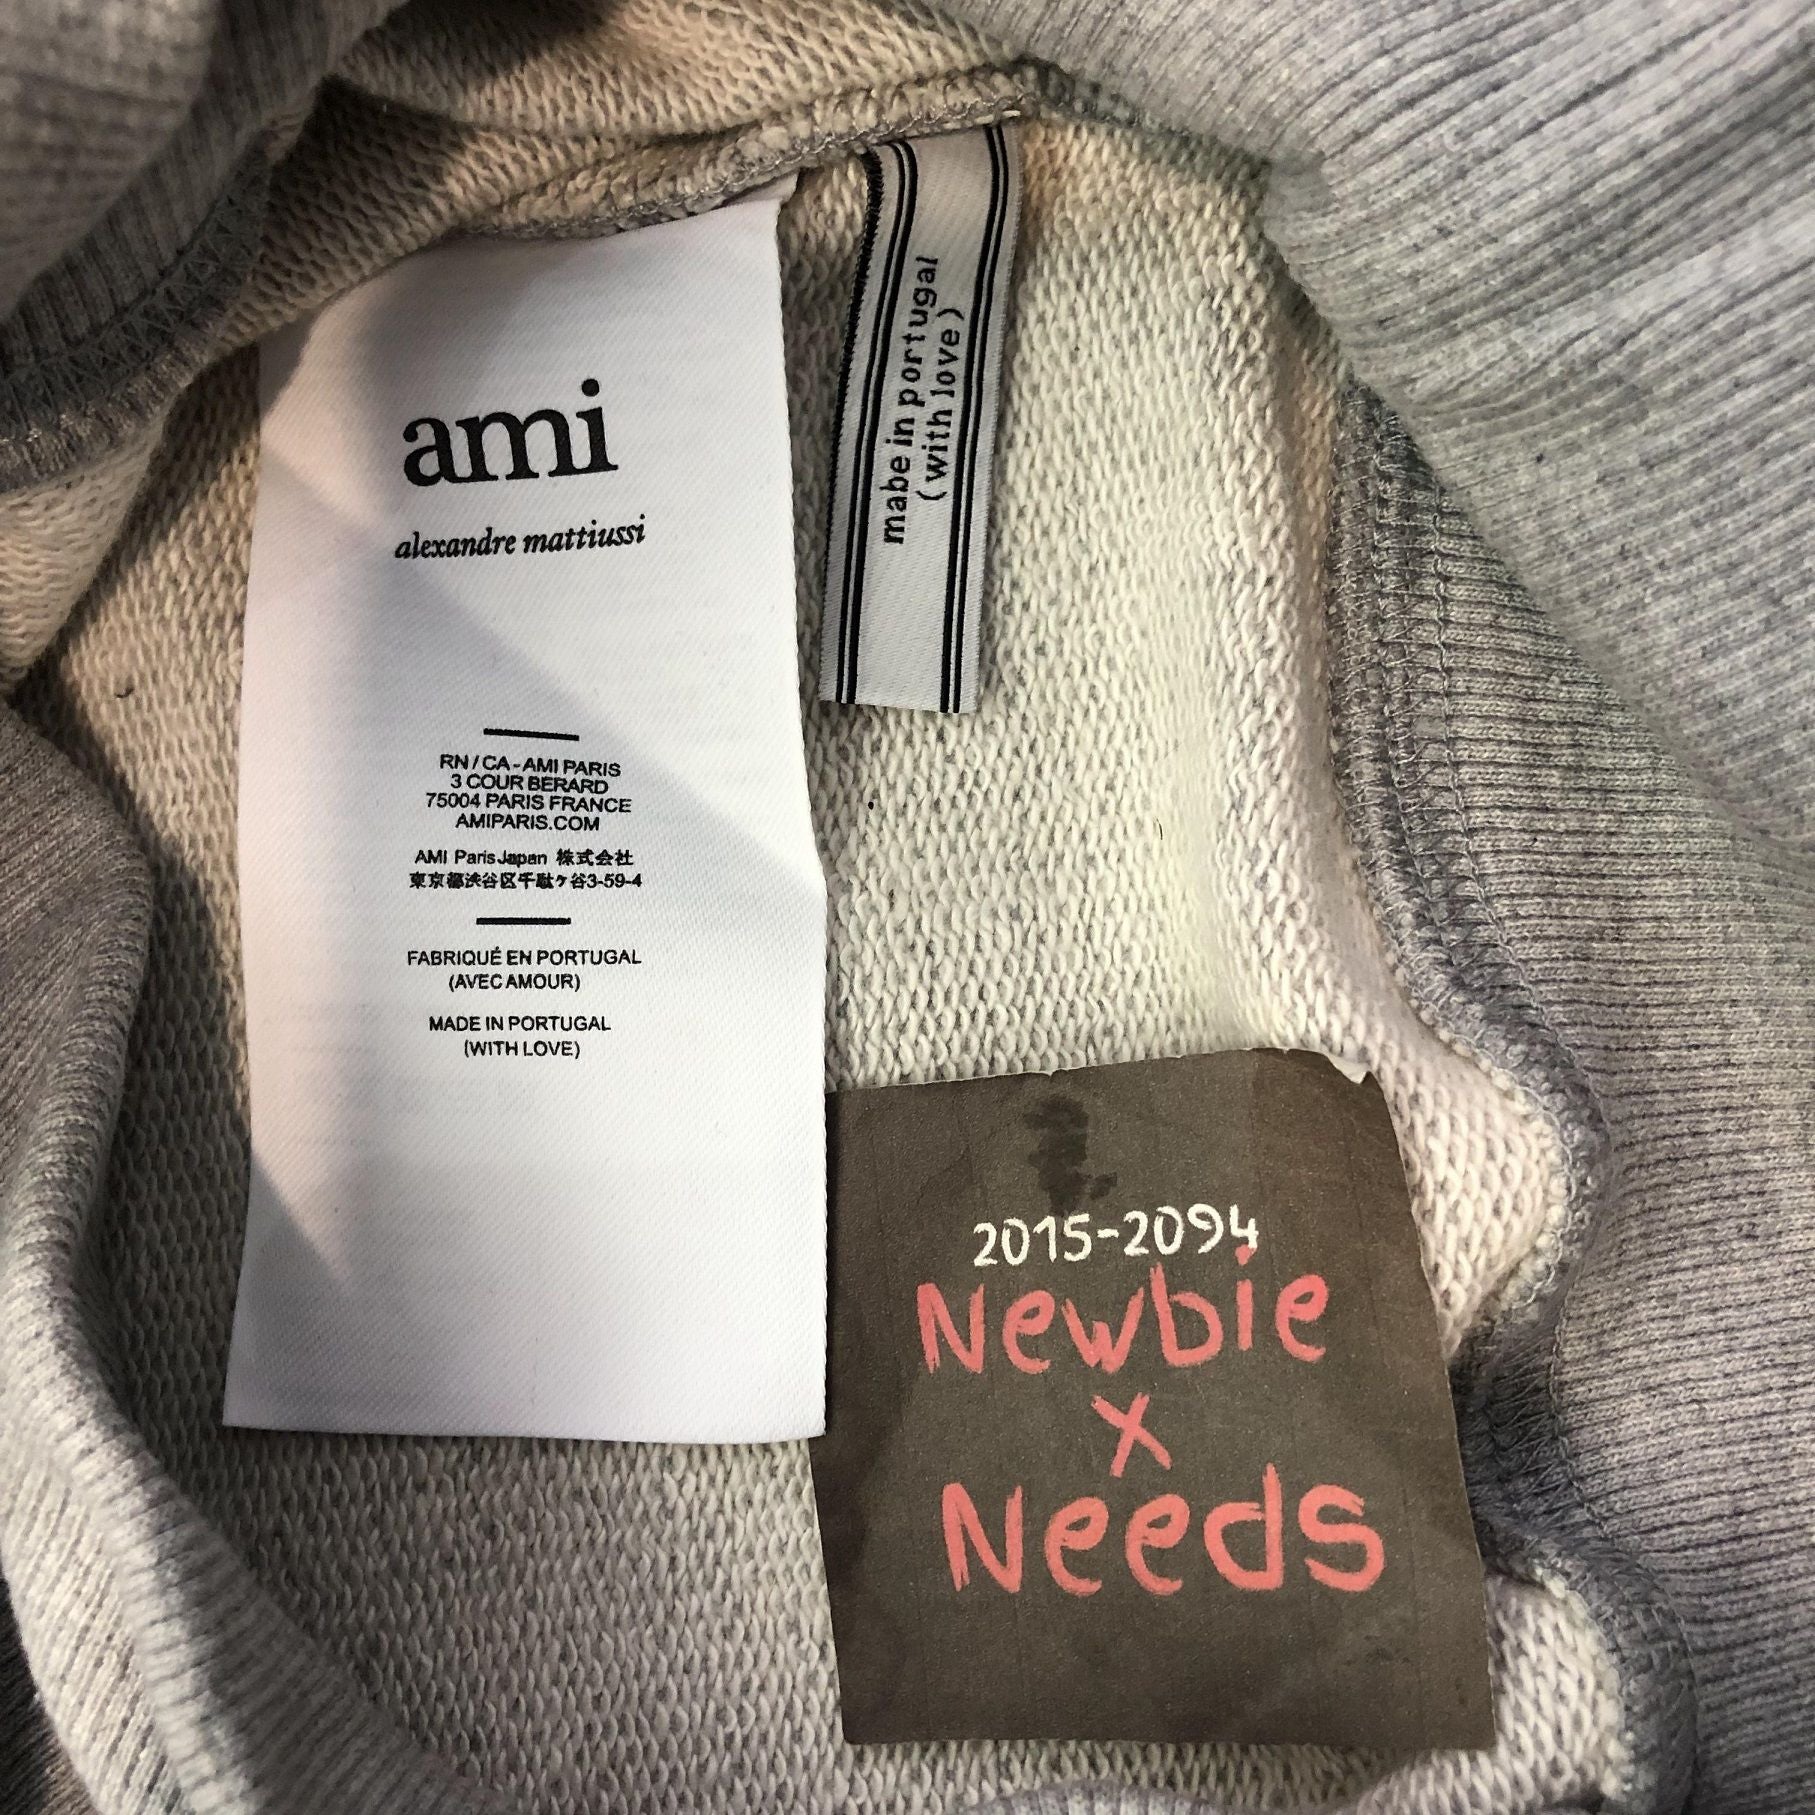 ami
alexandre mattiussi
RN / CA - AMI PARIS
3 COUR BERARD
75004 PARIS FRANCE
AMIPARIS.COM
AMI Paris Japan 株式会社
東京都渋谷区千駄ヶ谷3-59-4
FABRIQUÉ EN PORTUGAL
(AVEC AMOUR)
MADE IN PORTUGAL
(WITH LOVE)
mabe in portugal
(with love)
2015-2094
Newbie
x
Needs